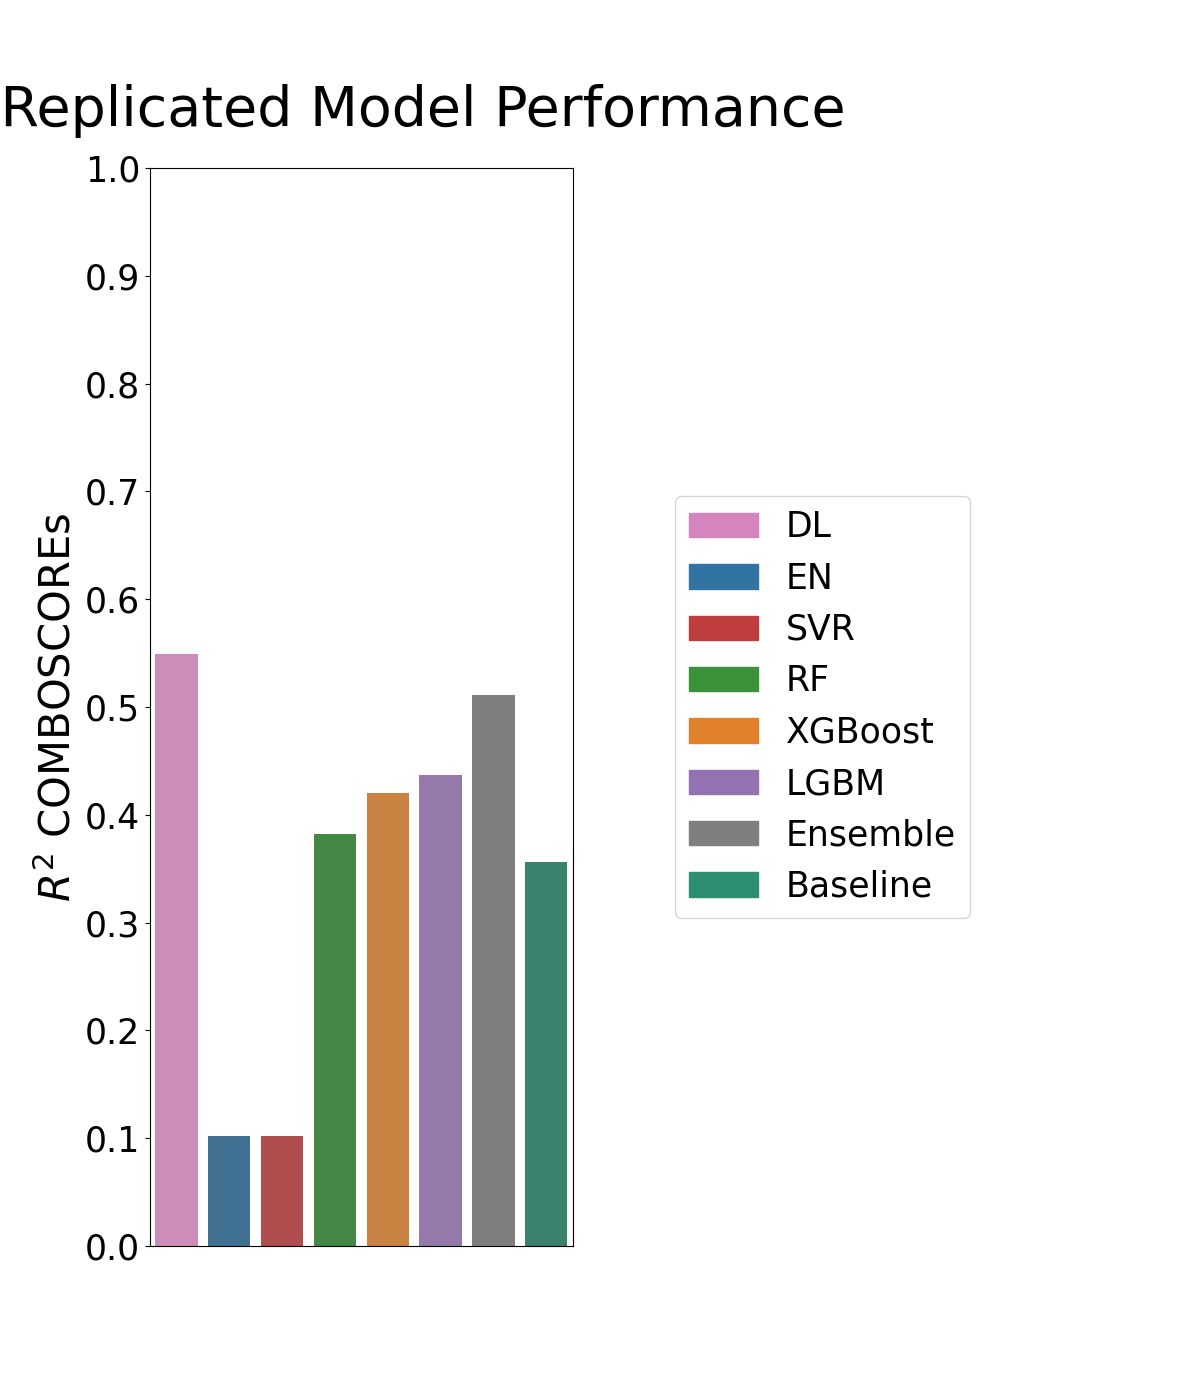 Replicated Model Performance
1.0
0.9
0.8
0.7
0.6
0.5
0.4
0.3
0.2
0.1
0.0
R² COMBOSCOREs
DL
EN
SVR
RF
XGBoost
LGBM
Ensemble
Baseline